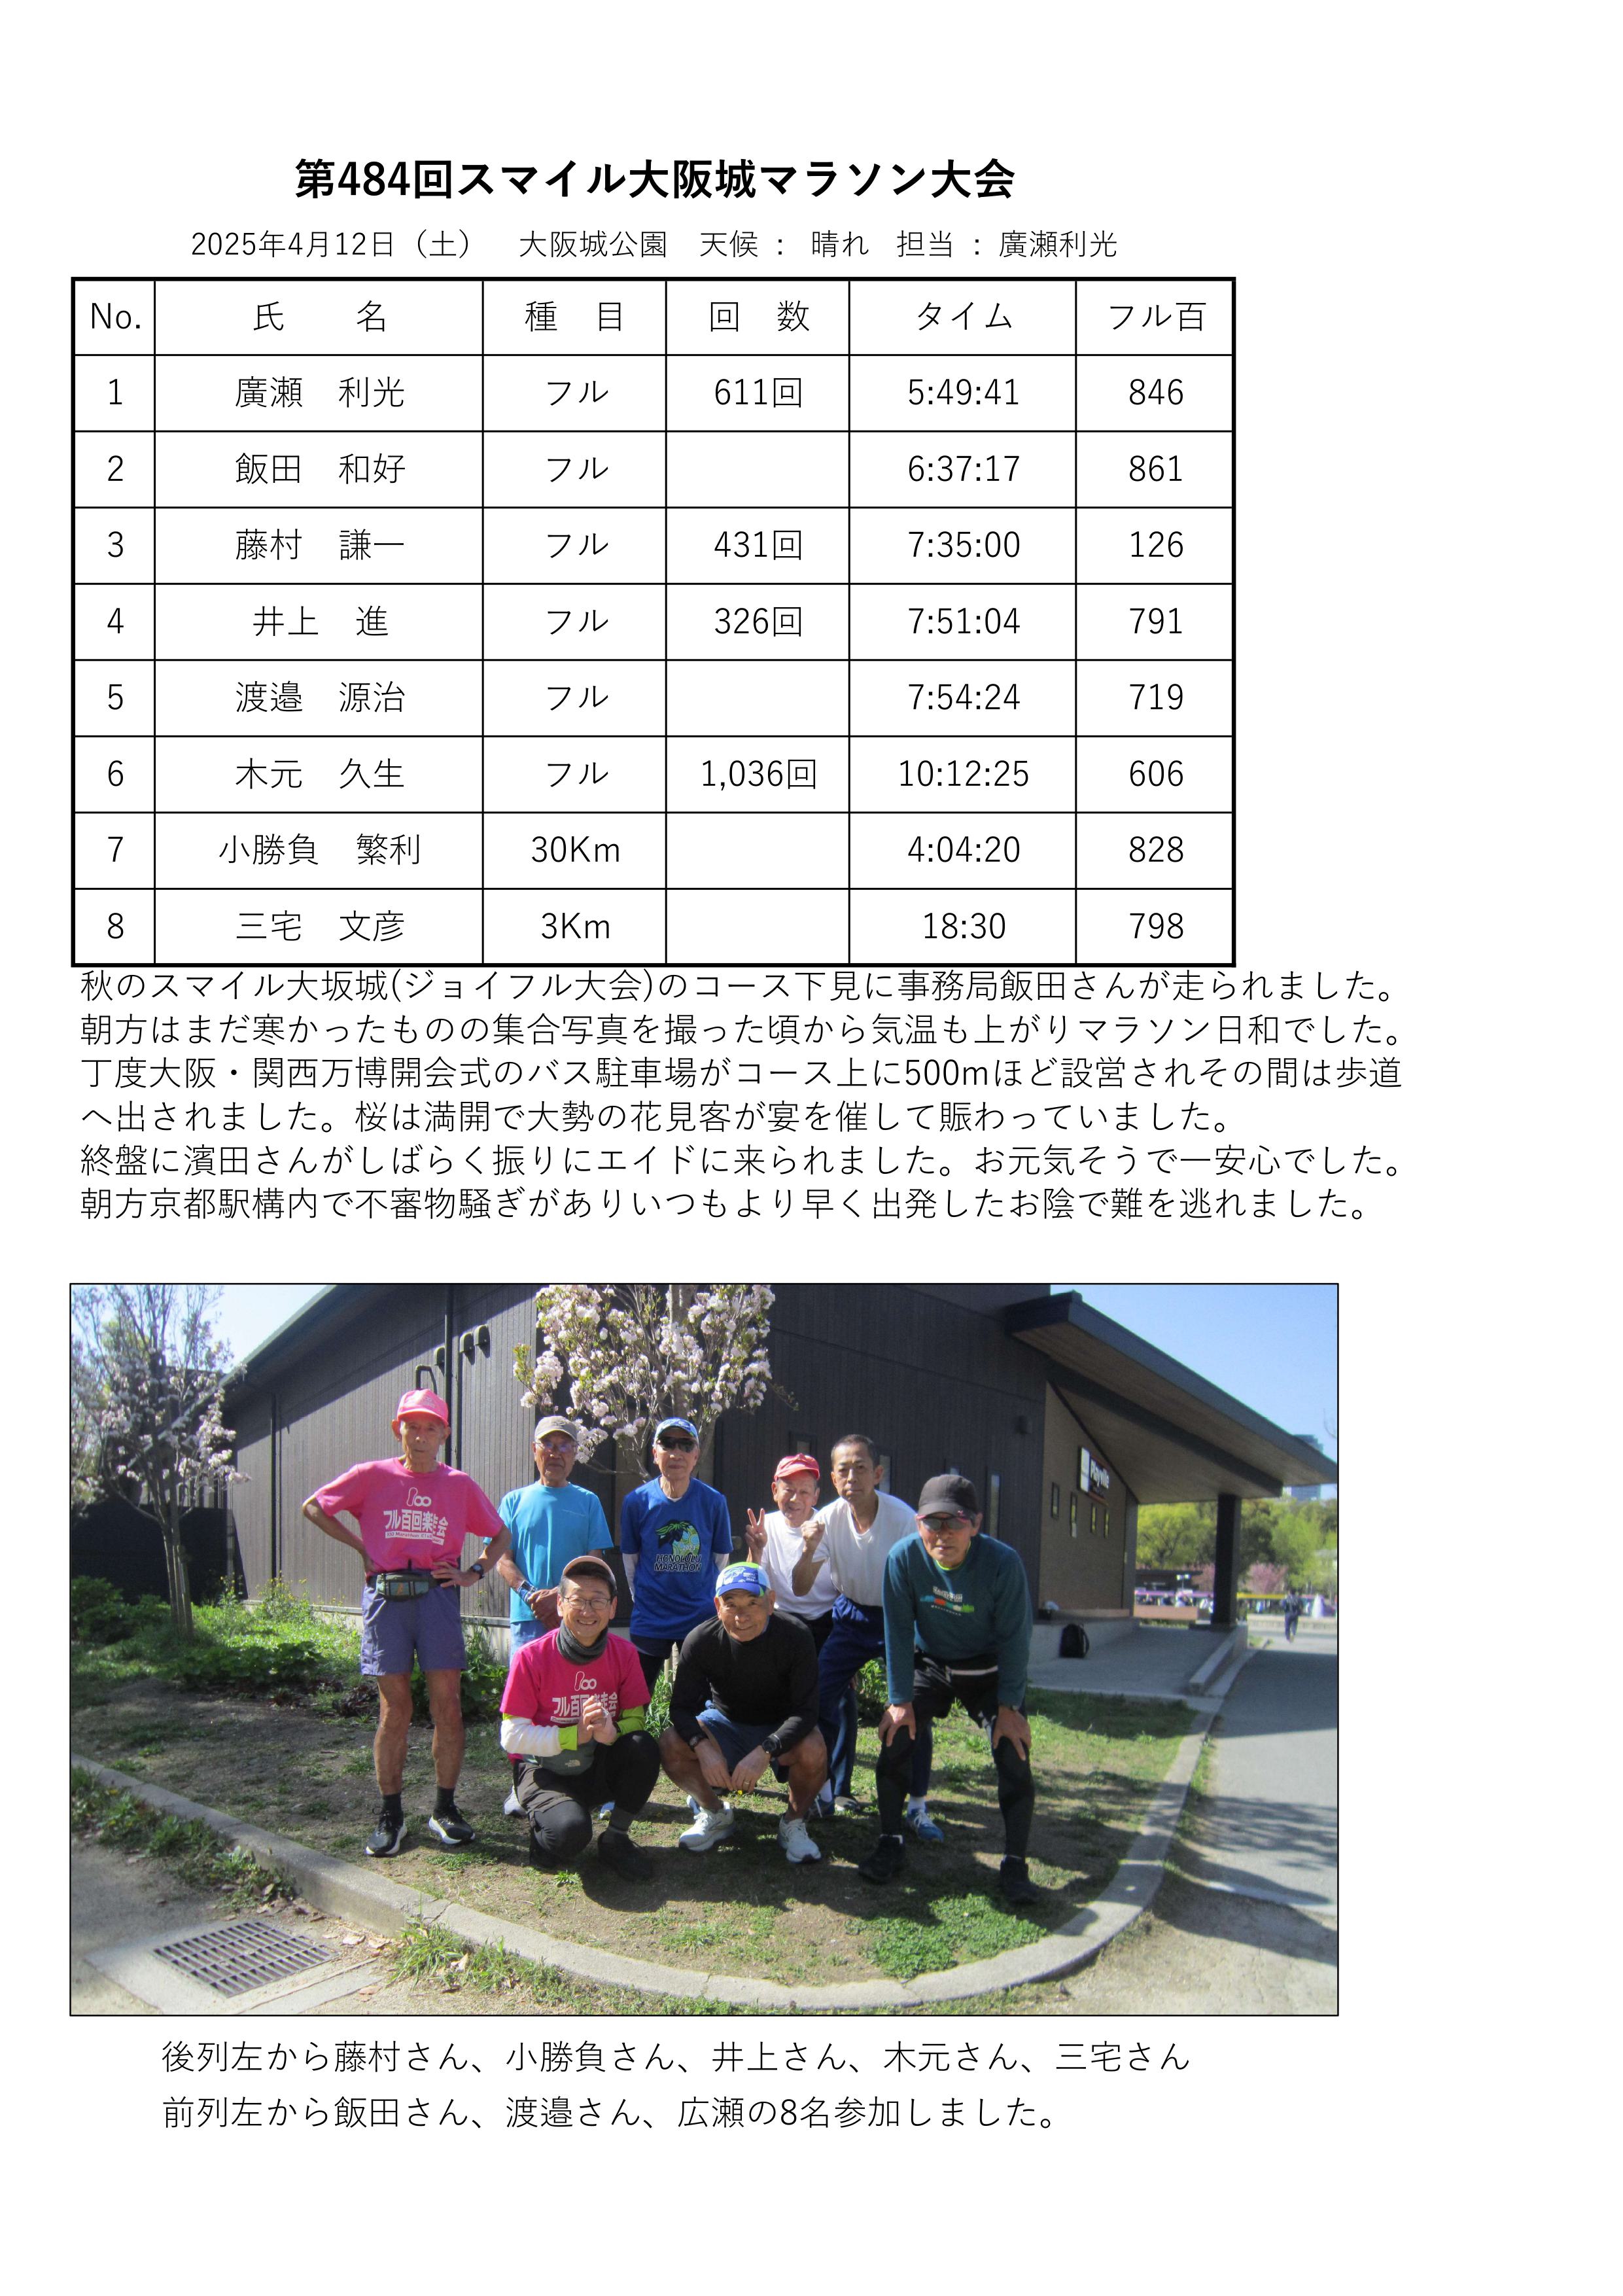 第484回スマイル大阪城マラソン大会
2025年4月12日（土）　大阪城公園　天候 ： 晴れ　担当 ： 廣瀬利光
No. 氏　名 種　目 回　数 タイム フル百
1 廣瀬　利光 フル 611回 5:49:41 846
2 飯田　和好 フル 6:37:17 861
3 藤村　謙一 フル 431回 7:35:00 126
4 井上　進 フル 326回 7:51:04 791
5 渡邉　源治 フル 7:54:24 719
6 木元　久生 フル 1,036回 10:12:25 606
7 小勝負　繁利 30Km 4:04:20 828
8 三宅　文彦 3Km 18:30 798
秋のスマイル大坂城(ジョイフル大会)のコース下見に事務局飯田さんが走られました。
朝方はまだ寒かったものの集合写真を撮った頃から気温も上がりマラソン日和でした。
丁度大阪・関西万博開会式のバス駐車場がコース上に500mほど設営されその間は歩道
へ出されました。桜は満開で大勢の花見客が宴を催して賑わっていました。
終盤に濱田さんがしばらく振りにエイドに来られました。お元気そうで一安心でした。
朝方京都駅構内で不審物騒ぎがありいつもより早く出発したお陰で難を逃れました。
100
フル百回楽走会
HONOLULU
MARATHON
100
フル百回楽走会
後列左から藤村さん、小勝負さん、井上さん、木元さん、三宅さん
前列左から飯田さん、渡邉さん、広瀬の8名参加しました。